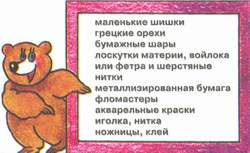 маленькие шишки
грецкие орехи
бумажные шары
лоскутки материи, войлока
или фетра и шерстяные
нитки
металлизированная бумага
фломастеры
акварельные краски
иголка, нитка
ножницы, клей